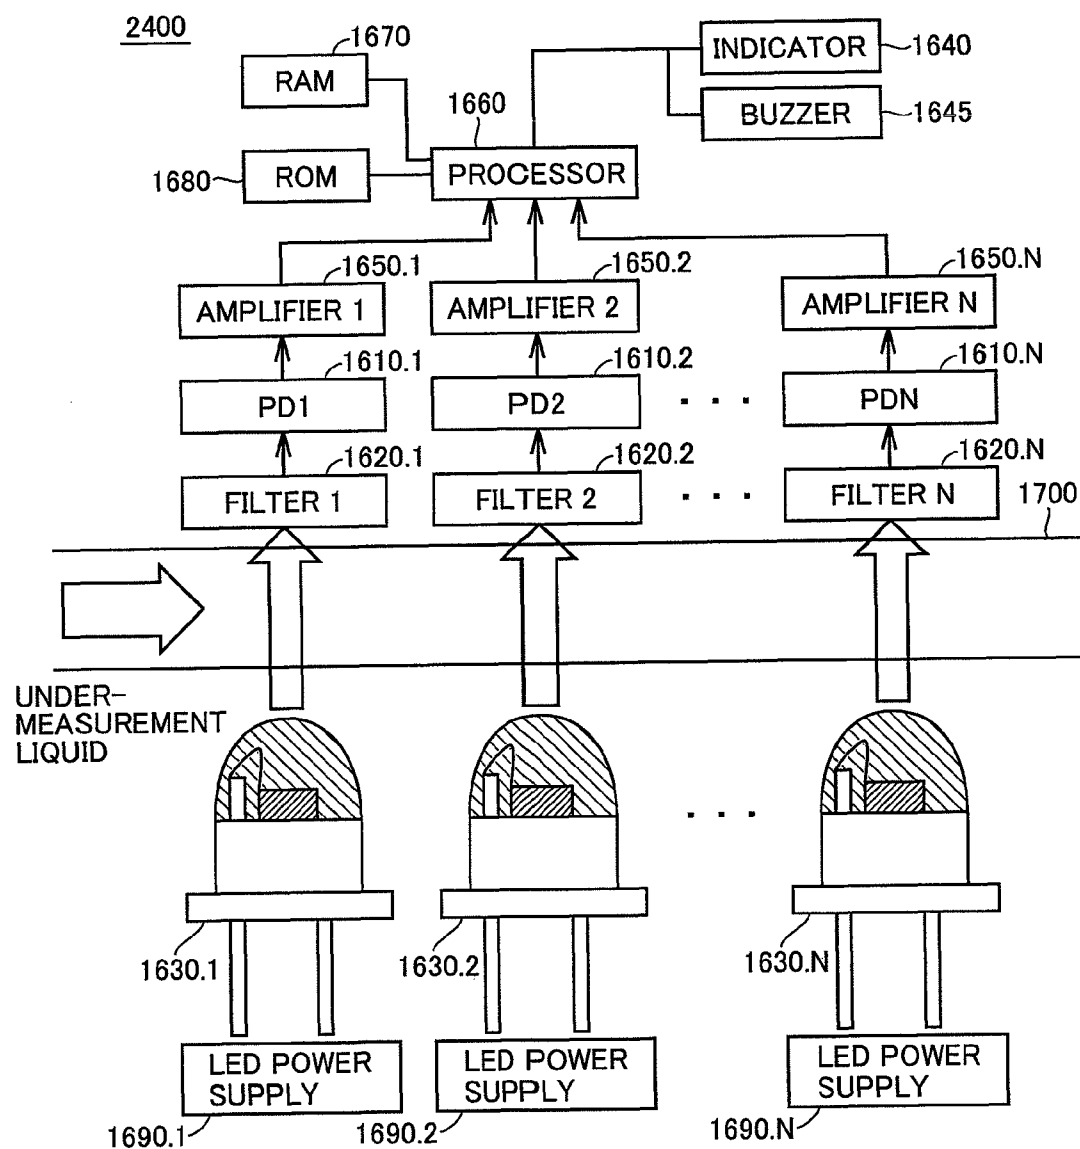 2400
1670
RAM
INDICATOR
1640
BUZZER
1645
1660
1680
ROM
PROCESSOR
1650.1
1650.2
1650.N
AMPLIFIER 1
AMPLIFIER 2
AMPLIFIER N
1610.1
1610.2
1610.N
PD1
PD2
. . .
PDN
1620.1
1620.2
1620.N
FILTER 1
FILTER 2
. . .
FILTER N
1700
UNDER-
MEASUREMENT
LIQUID
. . .
1630.1
1630.2
1630.N
LED POWER
SUPPLY
LED POWER
SUPPLY
LED POWER
SUPPLY
1690.1
1690.2
1690.N